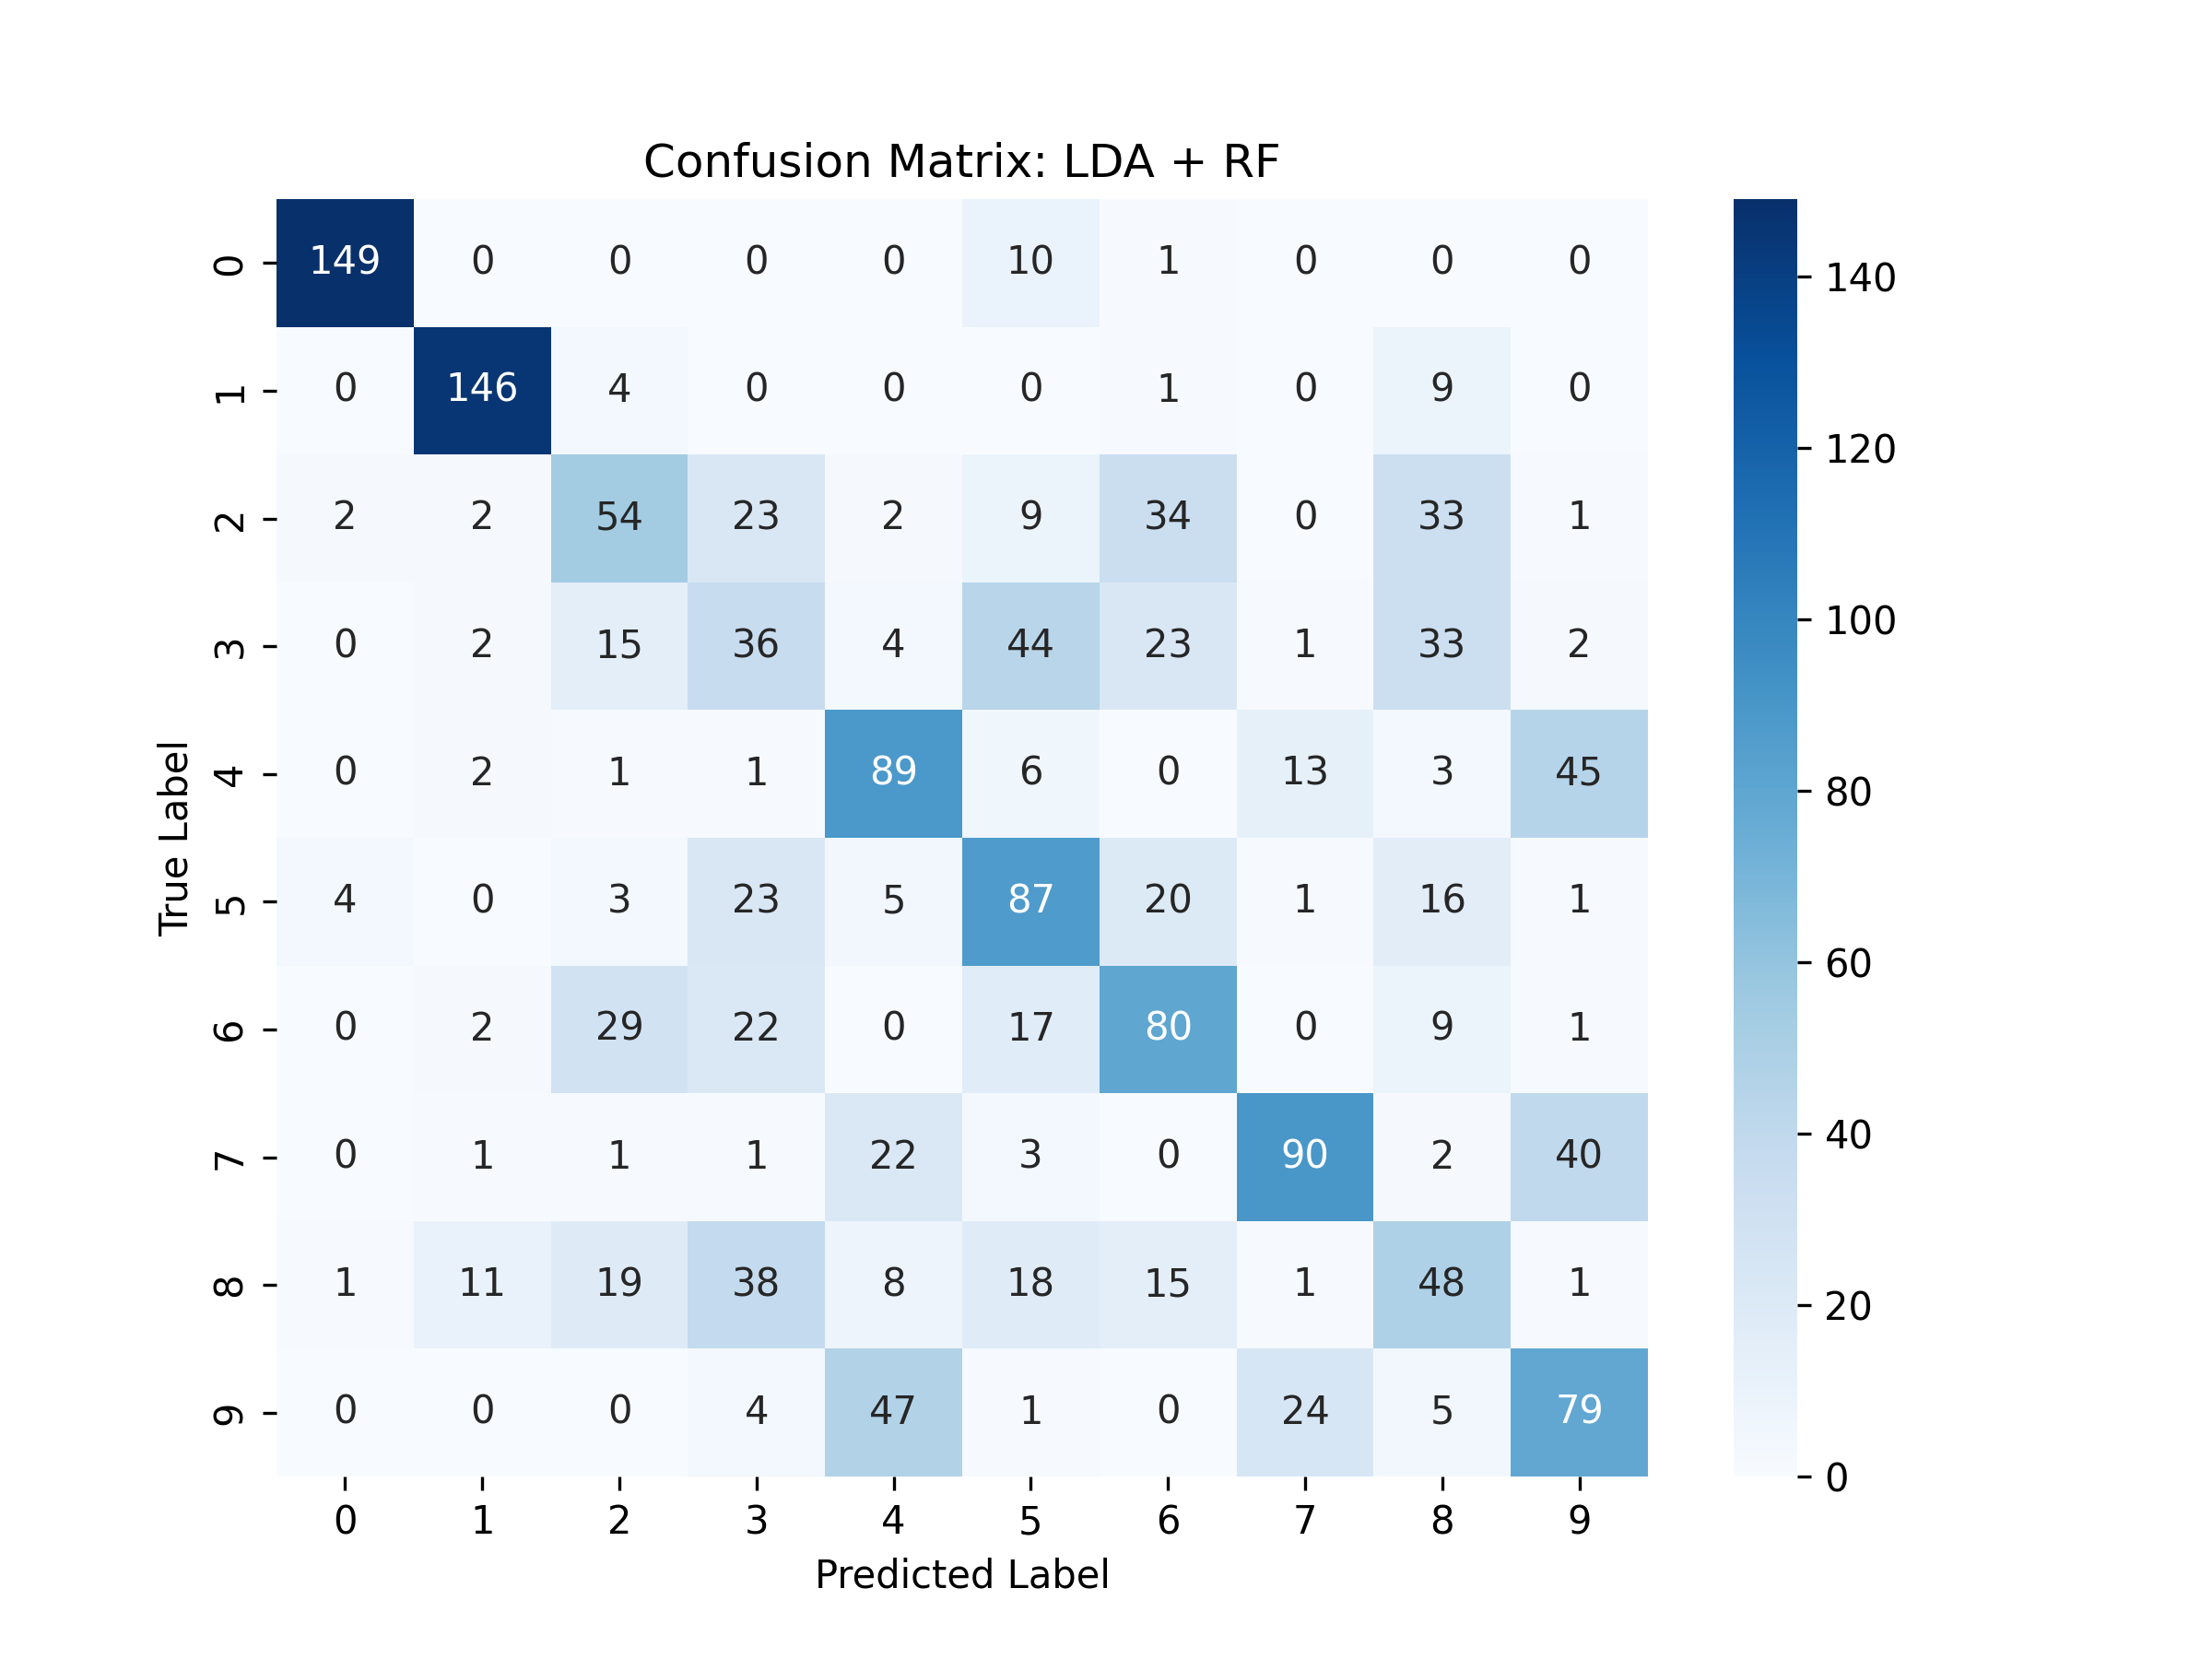 Confusion Matrix: LDA + RF
0 149 0 0 0 0 10 1 0 0 0
1 0 146 4 0 0 0 1 0 9 0
2 2 2 54 23 2 9 34 0 33 1
3 0 2 15 36 4 44 23 1 33 2
4 0 2 1 1 89 6 0 13 3 45
5 4 0 3 23 5 87 20 1 16 1
6 0 2 29 22 0 17 80 0 9 1
7 0 1 1 1 22 3 0 90 2 40
8 1 11 19 38 8 18 15 1 48 1
9 0 0 0 4 47 1 0 24 5 79
0 1 2 3 4 5 6 7 8 9
Predicted Label
True Label
140
120
100
80
60
40
20
0